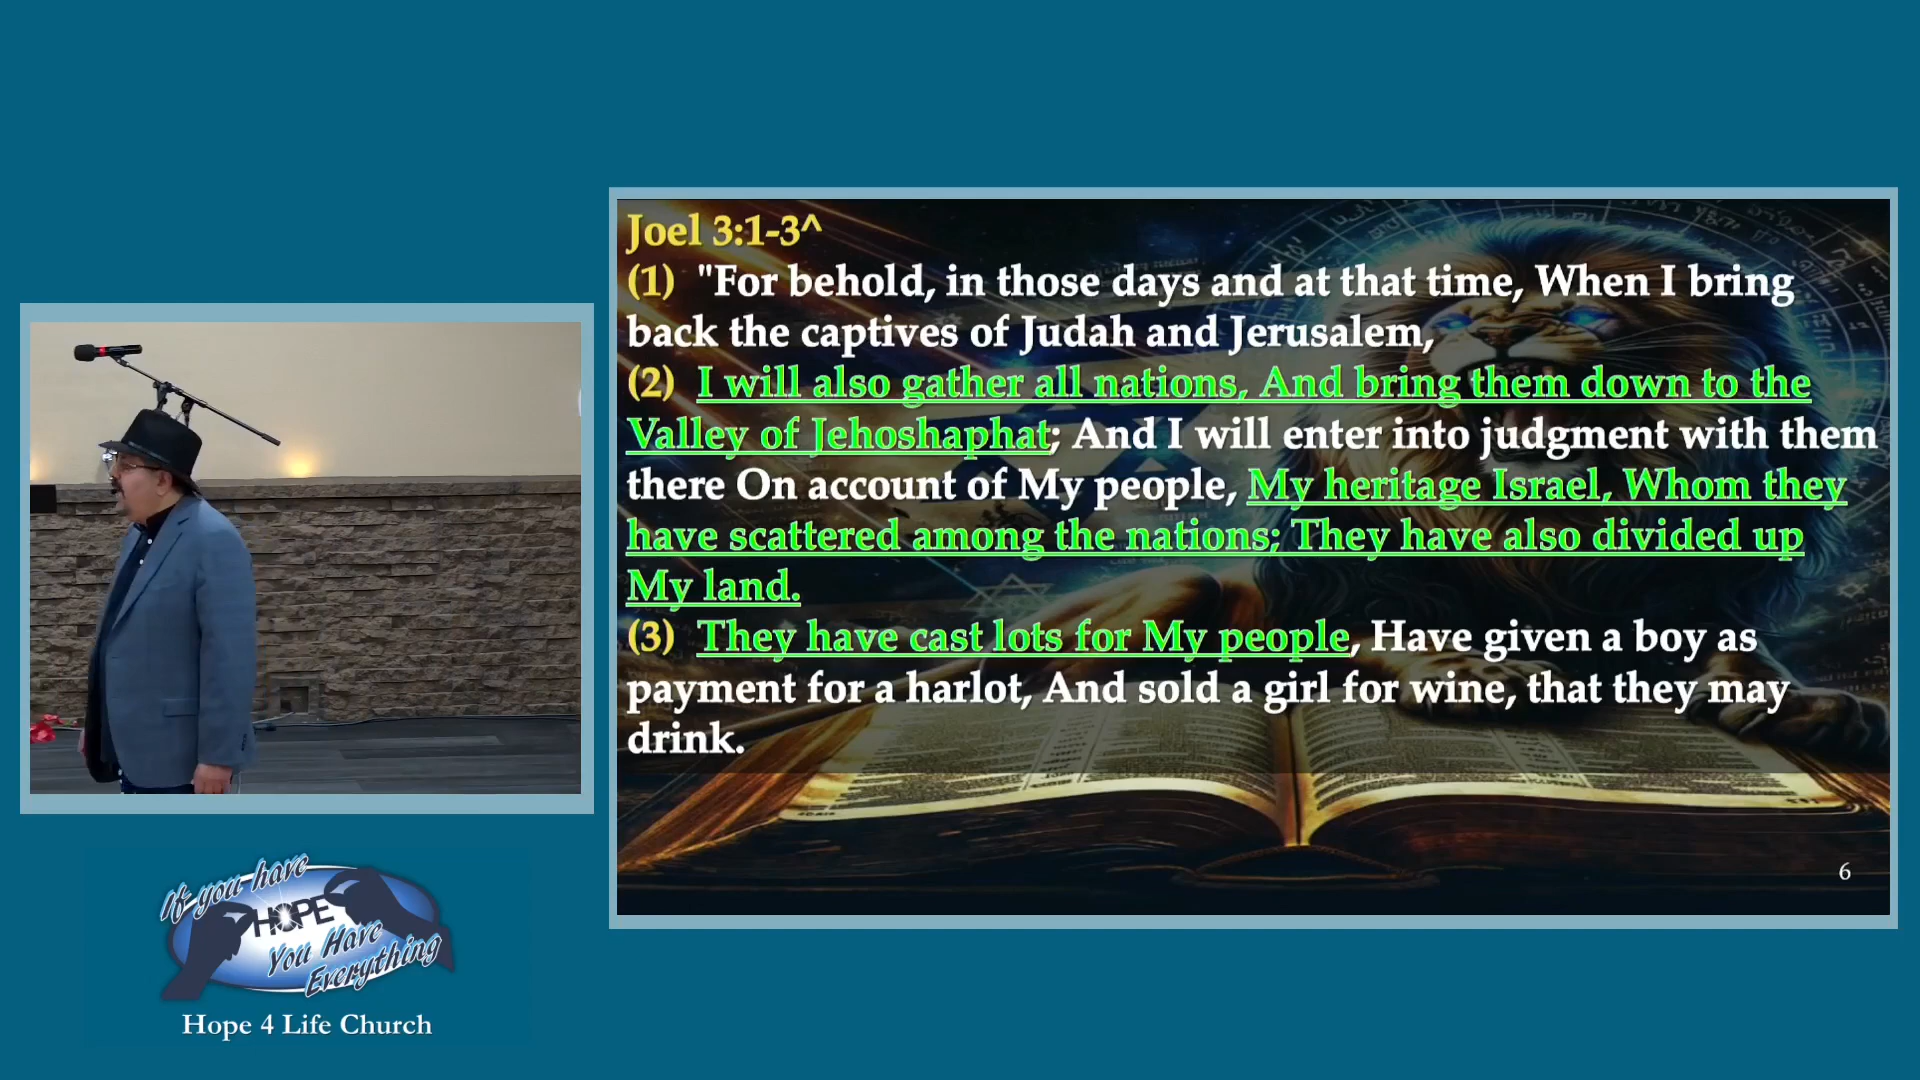 Joel 3:1-3^
(1) "For behold, in those days and at that time, When I bring
back the captives of Judah and Jerusalem,
(2) I will also gather all nations, And bring them down to the
Valley of Jehoshaphat; And I will enter into judgment with them
there On account of My people, My heritage Israel, Whom they
have scattered among the nations; They have also divided up
My land.
(3) They have cast lots for My people, Have given a boy as
payment for a harlot, And sold a girl for wine, that they may
drink.
6
If you have
HOPE
You Have
Everything
Hope 4 Life Church